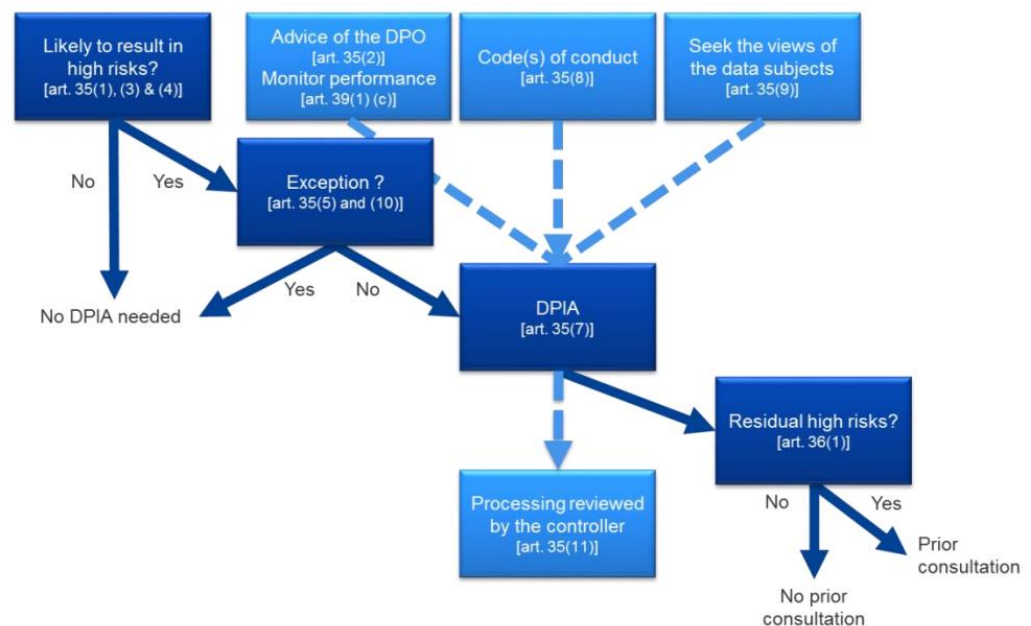 Likely to result in
high risks?
[art. 35(1), (3) & (4)]
Advice of the DPO
[art. 35(2)]
Monitor performance
[art. 39(1) (c)]
Code(s) of conduct
[art. 35(8)]
Seek the views of
the data subjects
[art. 35(9)]
No
Yes
Exception ?
[art. 35(5) and (10)]
Yes
No
No DPIA needed
DPIA
[art. 35(7)]
Residual high risks?
[art. 36(1)]
Processing reviewed
by the controller
[art. 35(11)]
No
Yes
Prior
consultation
No prior
consultation